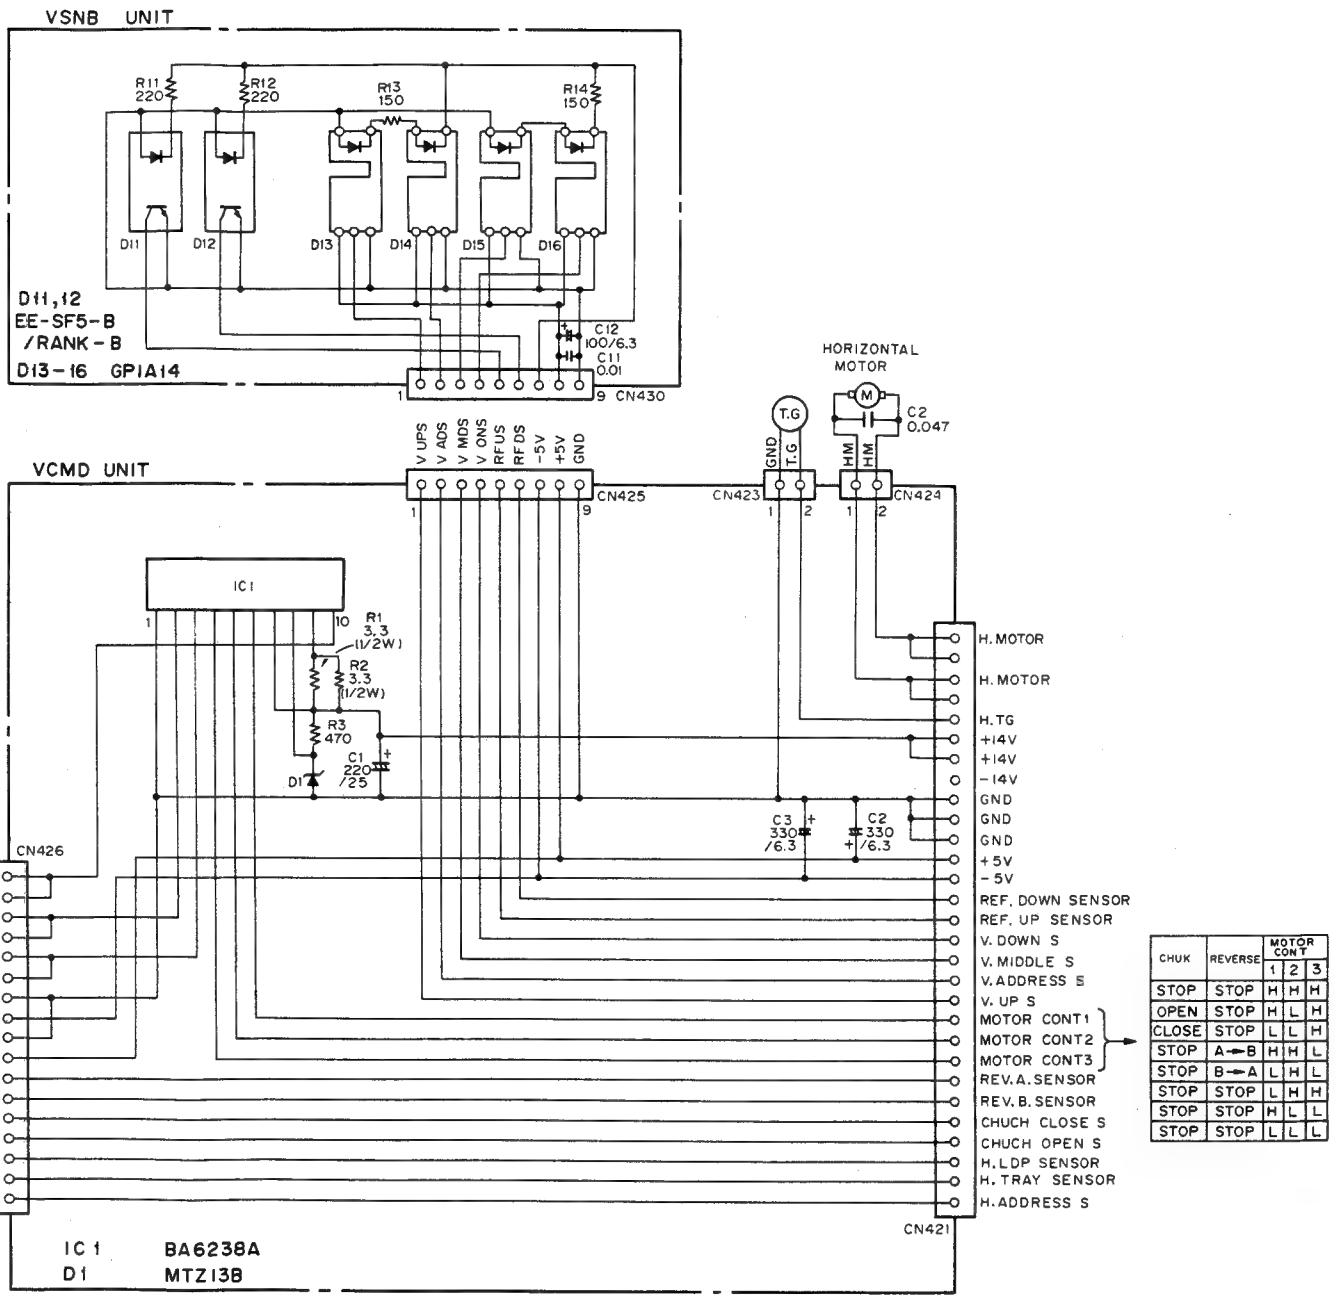 VSNB UNIT
R11
220
R12
220
R13
150
R14
150
D11
D12
D13
D14
D15
D16
D11,12
EE-SF5-B
/RANK-B
D13-16 GP1A14
C12
100/6.3
C11
0.01
1
9 CN430
HORIZONTAL
MOTOR
M
C2
0.047
T.G
GND
T.G
HM
HM
V UPS
V ADS
V MDS
V ONS
RFUS
RFDS
-5V
+5V
GND
VCMD UNIT
CN425
1
9
CN423
1
2
CN424
1
2
IC1
1
10
R1
3.3
(1/2W)
R2
3.3
(1/2W)
R3
470
C1 +
220
/25
D1
C3 +
330
/6.3
C2
330
+ /6.3
CN426
H.MOTOR
H.MOTOR
H.TG
+14V
+14V
-14V
GND
GND
GND
+5V
-5V
REF. DOWN SENSOR
REF. UP SENSOR
V. DOWN S
V. MIDDLE S
V. ADDRESS S
V. UP S
MOTOR CONT1
MOTOR CONT2
MOTOR CONT3
REV.A.SENSOR
REV.B.SENSOR
CHUCH CLOSE S
CHUCH OPEN S
H.LDP SENSOR
H.TRAY SENSOR
H.ADDRESS S
CN421
CHUK REVERSE MOTOR CONT
1 2 3
STOP STOP H H H
OPEN STOP H L H
CLOSE STOP L L H
STOP A→B H H L
STOP B→A L H L
STOP STOP L H H
STOP STOP H L L
STOP STOP L L L
IC1 BA6238A
D1 MTZ13B